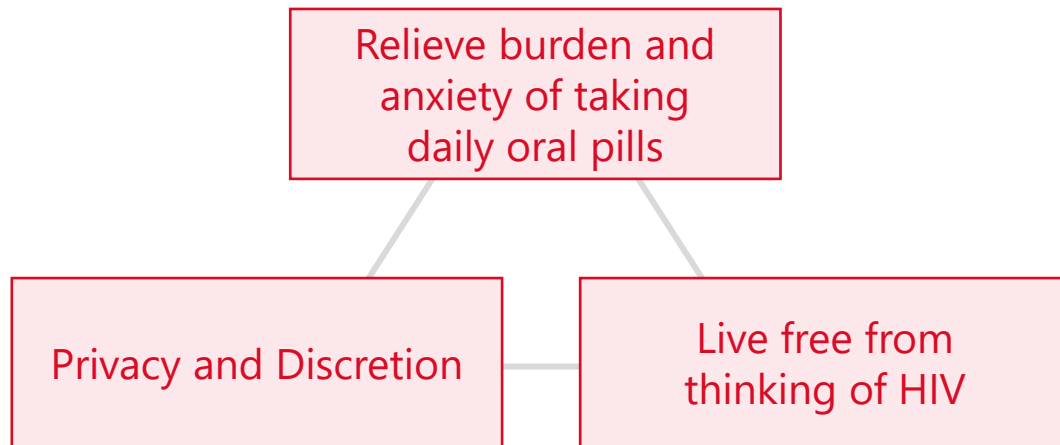 Relieve burden and
anxiety of taking
daily oral pills
Privacy and Discretion
Live free from
thinking of HIV